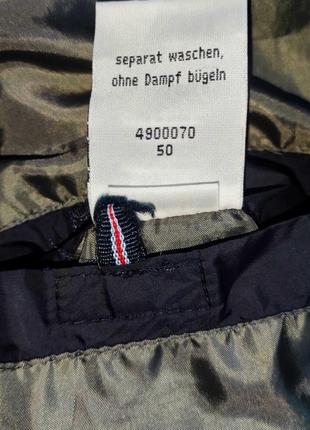 separat waschen,
ohne Dampf bügeln
4900070
50